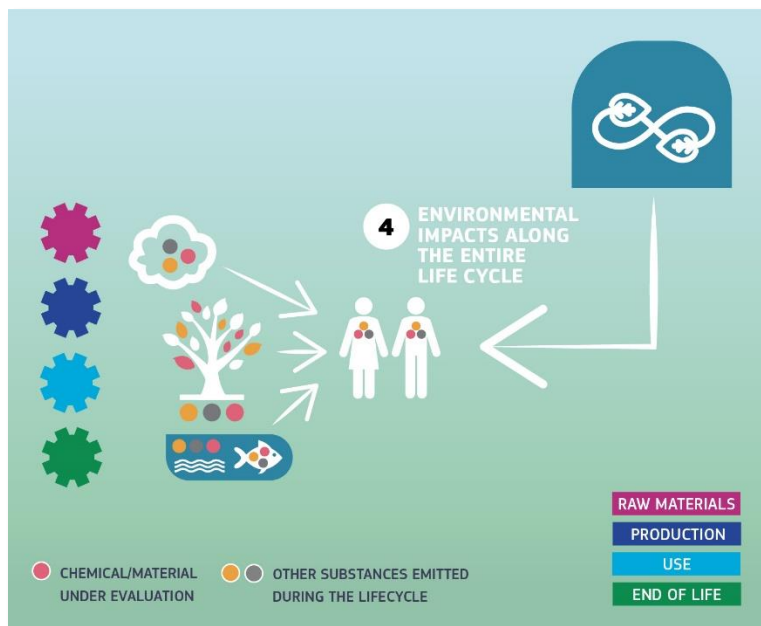 4
ENVIRONMENTAL
IMPACTS ALONG
THE ENTIRE
LIFE CYCLE
RAW MATERIALS
PRODUCTION
USE
END OF LIFE
CHEMICAL/MATERIAL
UNDER EVALUATION
OTHER SUBSTANCES EMITTED
DURING THE LIFECYCLE